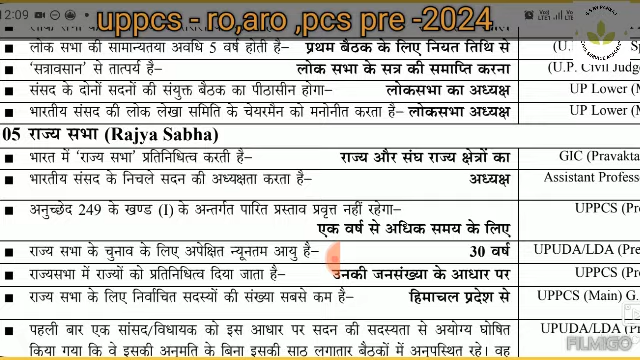 12:09
uppcs - ro,aro ,pcs pre -2024
लोक सभा की सामान्यतया अवधि 5 वर्ष होती है– प्रथम बैठक के लिए नियत तिथि से (U.
'सत्रावसान' से तात्पर्य है– लोक सभा के सत्र की समाप्ति करना (U.P. Civil Judg
संसद के दोनों सदनों की संयुक्त बैठक का पीठासीन होगा– लोकसभा का अध्यक्ष UP Lower (M
भारतीय संसद की लोक लेखा समिति के चेयरमैन को मनोनीत करता है– लोकसभा अध्यक्ष UP Lower (M
05 राज्य सभा (Rajya Sabha)
भारत में 'राज्य सभा' प्रतिनिधित्व करती है– राज्य और संघ राज्य क्षेत्रों का GIC (Pravakta
भारतीय संसद के निचले सदन की अध्यक्षता करता है– अध्यक्ष Assistant Profess
अनुच्छेद 249 के खण्ड (I) के अन्तर्गत पारित प्रस्ताव प्रवृत्त नहीं रहेगा– UPPCS (Pre
एक वर्ष से अधिक समय के लिए
राज्य सभा के चुनाव के लिए अपेक्षित न्यूनतम आयु है– 30 वर्ष UPUDA/LDA (Pre
राज्यसभा में राज्यों को प्रतिनिधित्व दिया जाता है– उनकी जनसंख्या के आधार पर UPPCS (Pre
राज्य सभा के लिए निर्वाचित सदस्यों की संख्या सबसे कम है– हिमाचल प्रदेश से UPPCS (Main) G.
पहली बार एक सांसद/विधायक को इस आधार पर सदन की सदस्यता से अयोग्य घोषित UPUDA/LDA (P
किया गया कि वे इसकी अनुमति के बिना इसकी साठ लगातार बैठकों में अनुपस्थित रहे। वह
FILMIGO